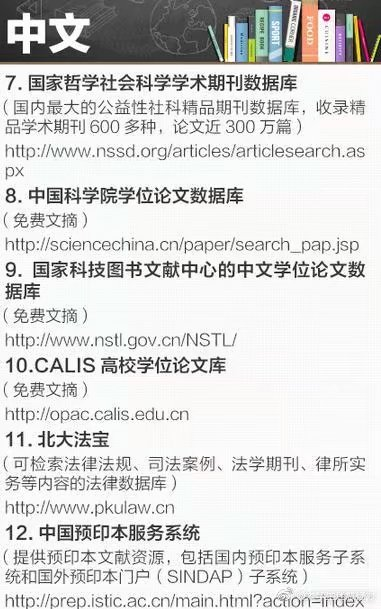 中文
7. 国家哲学社会科学学术期刊数据库
（国内最大的公益性社科精品期刊数据库，收录精
品学术期刊 600 多种，论文近 300 万篇）
http://www.nssd.org/articles/articlesearch.as
px
8. 中国科学院学位论文数据库
（免费文摘）
http://sciencechina.cn/paper/search_pap.jsp
9. 国家科技图书文献中心的中文学位论文数
据库
（免费文摘）
http://www.nstl.gov.cn/NSTL/
10.CALIS 高校学位论文库
（免费文摘）
http://opac.calis.edu.cn
11. 北大法宝
（可检索法律法规、司法案例、法学期刊、律所实
务等内容的法律数据库）
http://www.pkulaw.cn
12. 中国预印本服务系统
（提供预印本文献资源，包括国内预印本服务子系
统和国外预印本门户（SINDAP）子系统）
http://prep.istic.ac.cn/main.html?action=index
SPORT
FOOD